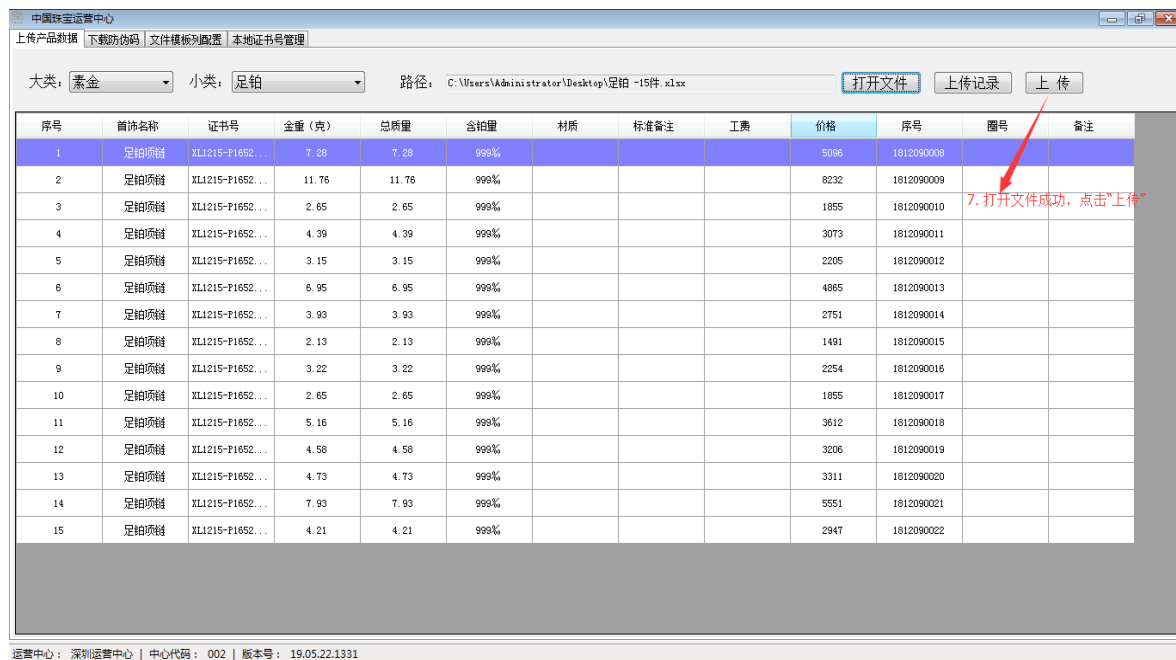 中国珠宝运营中心
上传产品数据 下载防伪码 文件模板列配置 本地证书号管理
大类: 素金 小类: 足铂 路径: C:\Users\Administrator\Desktop\足铂 -15件.xlsx 打开文件 上传记录 上 传
序号 首饰名称 证书号 金重（克） 总质量 含铂量 材质 标准备注 工费 价格 序号 圈号 备注
1 足铂项链 XL1215-P1652... 7.28 7.28 999‰ 5096 1812090008
2 足铂项链 XL1215-P1652... 11.76 11.76 999‰ 8232 1812090009
3 足铂项链 XL1215-P1652... 2.65 2.65 999‰ 1855 1812090010
7.打开文件成功，点击“上传”
4 足铂项链 XL1215-P1652... 4.39 4.39 999‰ 3073 1812090011
5 足铂项链 XL1215-P1652... 3.15 3.15 999‰ 2205 1812090012
6 足铂项链 XL1215-P1652... 6.95 6.95 999‰ 4865 1812090013
7 足铂项链 XL1215-P1652... 3.93 3.93 999‰ 2751 1812090014
8 足铂项链 XL1215-P1652... 2.13 2.13 999‰ 1491 1812090015
9 足铂项链 XL1215-P1652... 3.22 3.22 999‰ 2254 1812090016
10 足铂项链 XL1215-P1652... 2.65 2.65 999‰ 1855 1812090017
11 足铂项链 XL1215-P1652... 5.16 5.16 999‰ 3612 1812090018
12 足铂项链 XL1215-P1652... 4.58 4.58 999‰ 3206 1812090019
13 足铂项链 XL1215-P1652... 4.73 4.73 999‰ 3311 1812090020
14 足铂项链 XL1215-P1652... 7.93 7.93 999‰ 5551 1812090021
15 足铂项链 XL1215-P1652... 4.21 4.21 999‰ 2947 1812090022
运营中心： 深圳运营中心 | 中心代码： 002 | 版本号： 19.05.22.1331